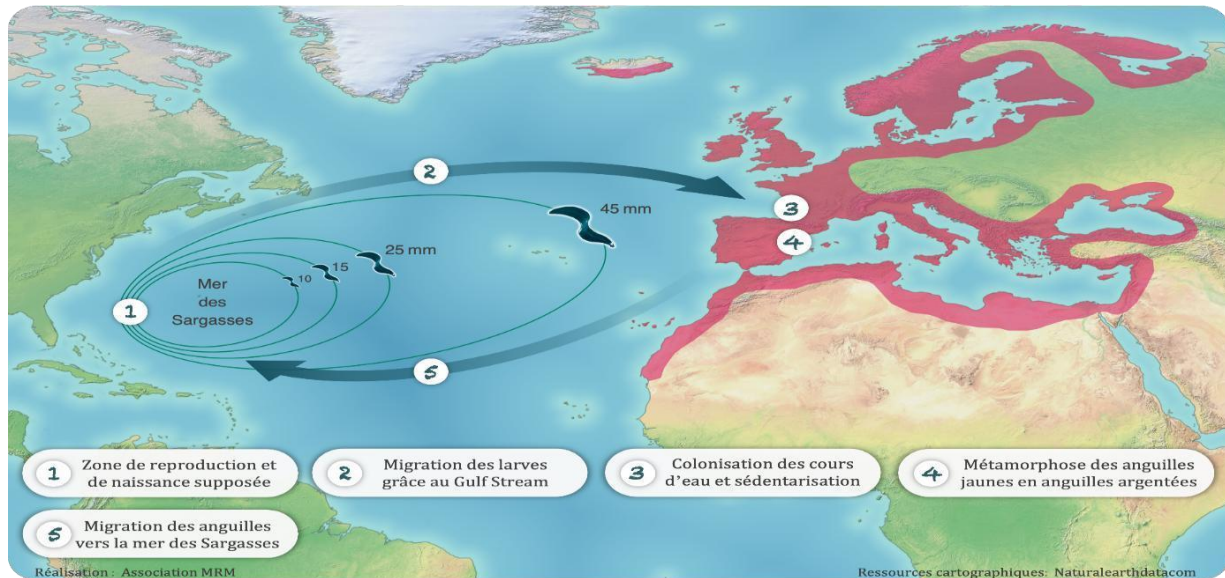 2
45 mm
3
25 mm
4
15
10
Mer
des
Sargasses
1
5
1 Zone de reproduction et
de naissance supposée
2 Migration des larves
grâce au Gulf Stream
3 Colonisation des cours
d'eau et sédentarisation
4 Métamorphose des anguilles
jaunes en anguilles argentées
5 Migration des anguilles
vers la mer des Sargasses
Réalisation : Association MRM
Ressources cartographiques: Naturalearthdatacom